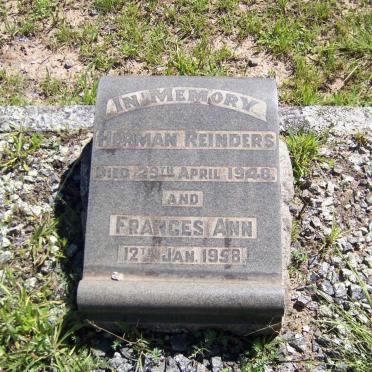 IN MEMORY
HERMAN REINDERS
DIED 29TH APRIL 1948.
AND
FRANCES ANN
12TH JAN. 1958